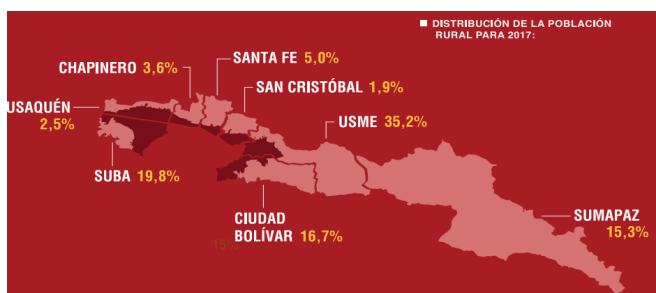 DISTRIBUCIÓN DE LA POBLACIÓN
RURAL PARA 2017:
SANTA FE 5,0%
CHAPINERO 3,6%
SAN CRISTÓBAL 1,9%
USAQUÉN
2,5%
USME 35,2%
SUBA 19,8%
CIUDAD
BOLÍVAR 16,7%
15%
SUMAPAZ
15,3%